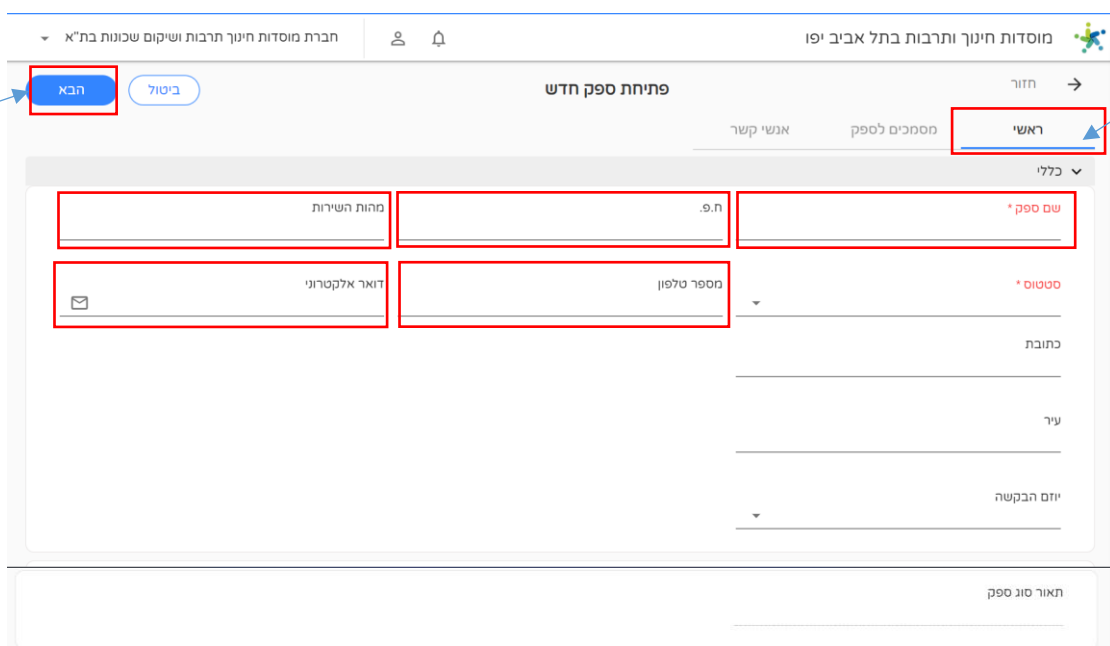 מוסדות חינוך ותרבות בתל אביב יפו
חברת מוסדות חינוך תרבות ושיקום שכונות בת"א
חזור
פתיחת ספק חדש
ביטול
הבא
ראשי
מסמכים לספק
אנשי קשר
כללי
שם ספק *
ח.פ.
מהות השירות
סטטוס *
מספר טלפון
דואר אלקטרוני
כתובת
עיר
יוזם הבקשה
תאור סוג ספק